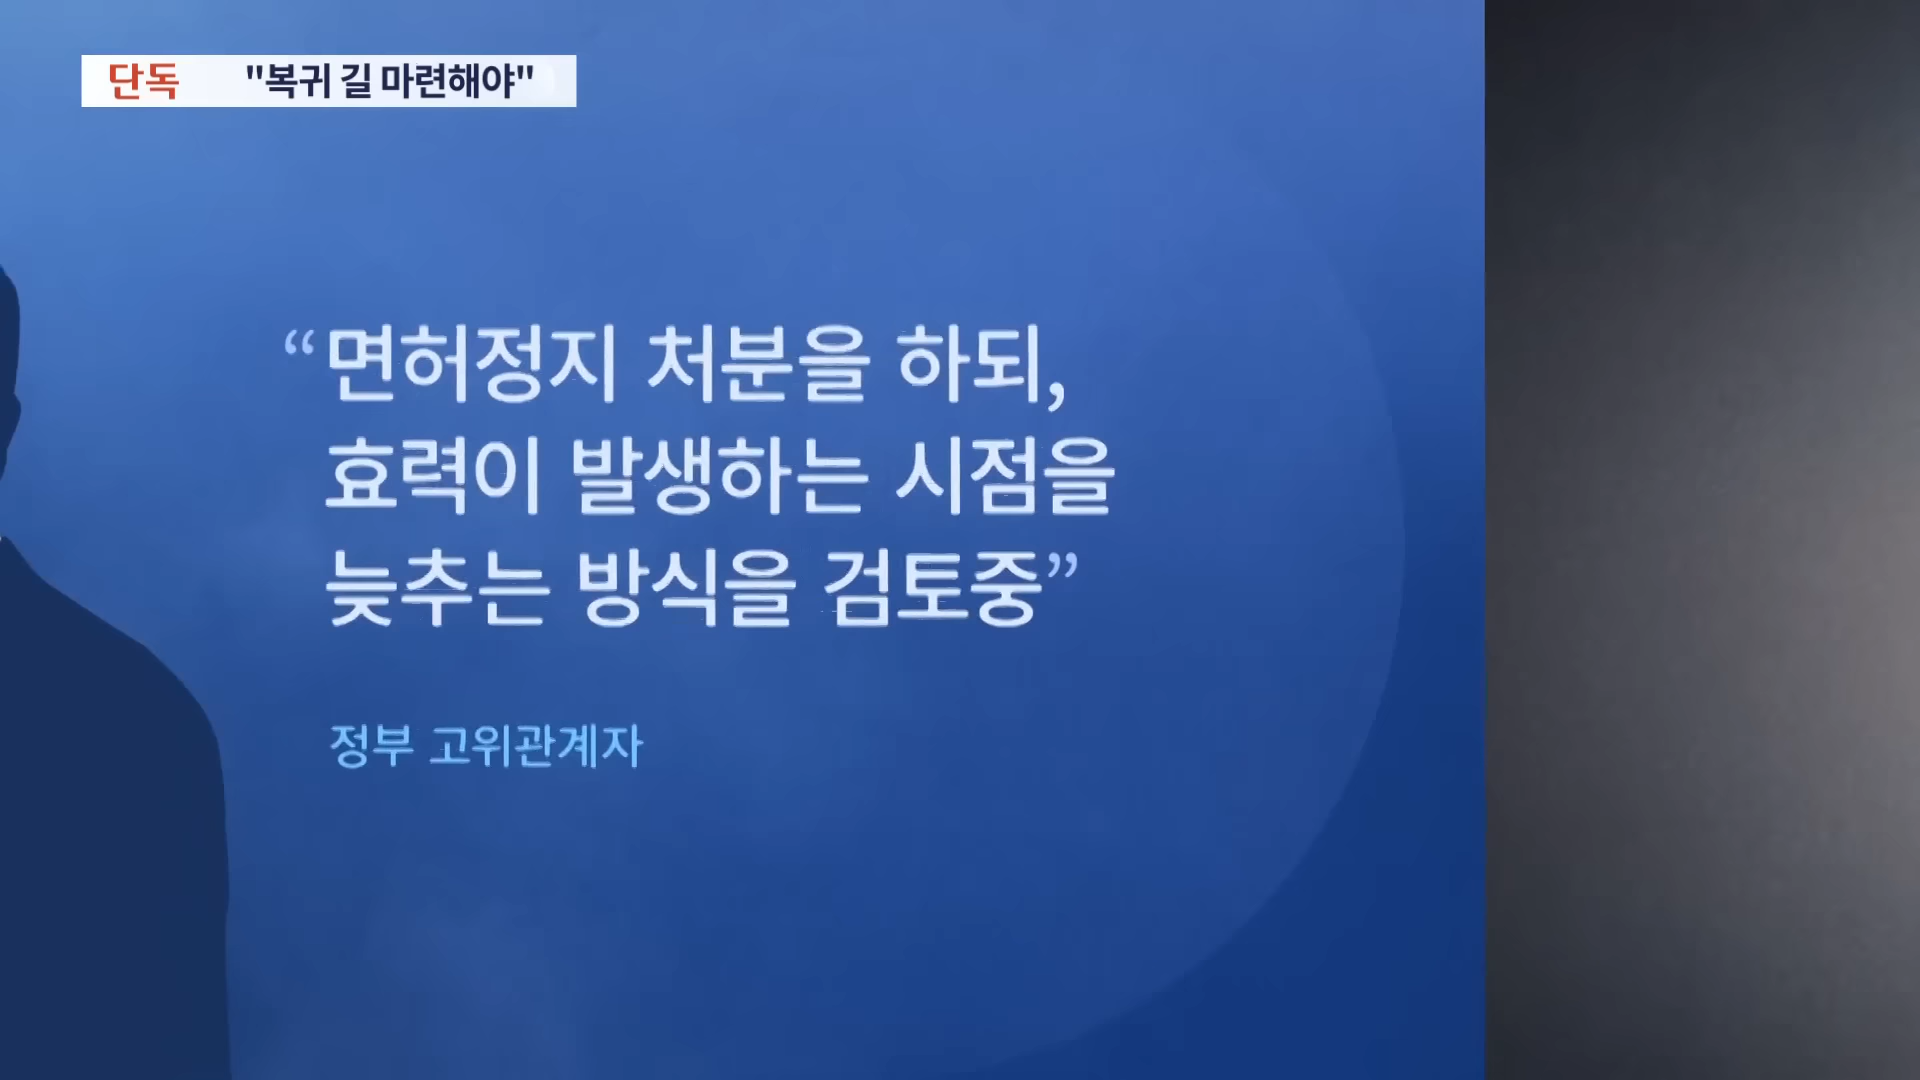 단독 "복귀 길 마련해야"
“면허정지 처분을 하되,
효력이 발생하는 시점을
늦추는 방식을 검토중”
정부 고위관계자